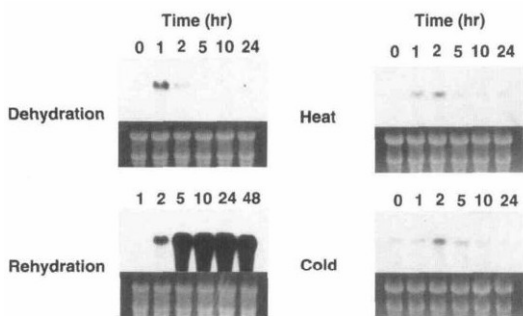 Time (hr)
0 1 2 5 10 24
Dehydration
1 2 5 10 24 48
Rehydration
Time (hr)
0 1 2 5 10 24
Heat
0 1 2 5 10 24
Cold